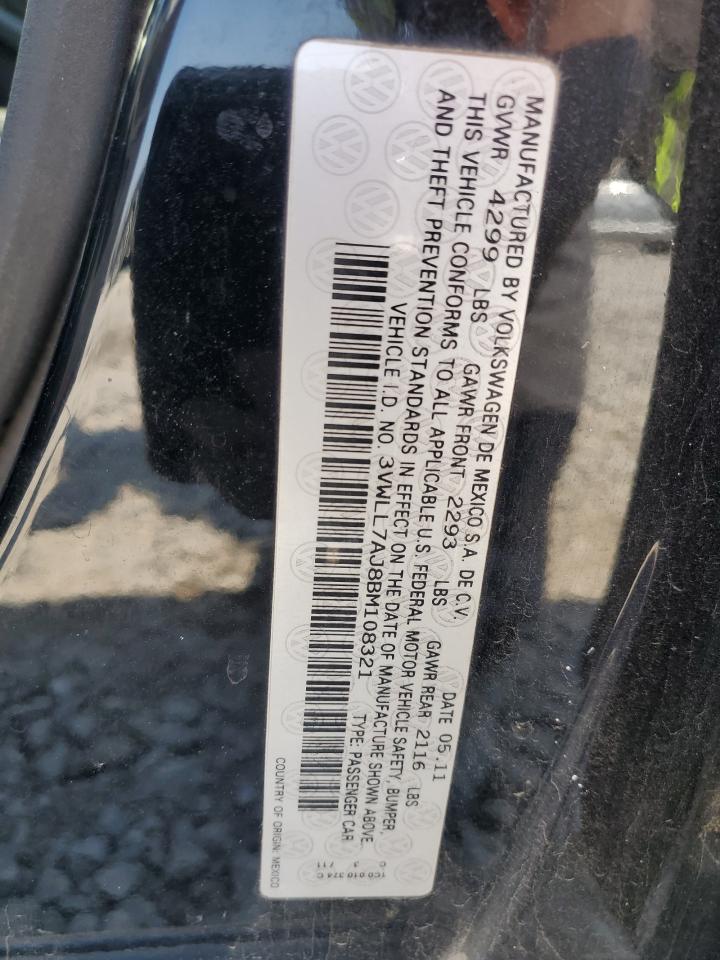 MANUFACTURED BY VOLKSWAGEN DE MEXICO S.A. DE C.V. DATE 05.11
GVWR 4299 LBS GAWR FRONT 2293 LBS GAWR REAR 2116 LBS
THIS VEHICLE CONFORMS TO ALL APPLICABLE U.S. FEDERAL MOTOR VEHICLE SAFETY, BUMPER,
AND THEFT PREVENTION STANDARDS IN EFFECT ON THE DATE OF MANUFACTURE SHOWN ABOVE.
VEHICLE I.D. NO. 3VWLL7AJ8BM108321 TYPE: PASSENGER CAR
COUNTRY OF ORIGIN: MEXICO